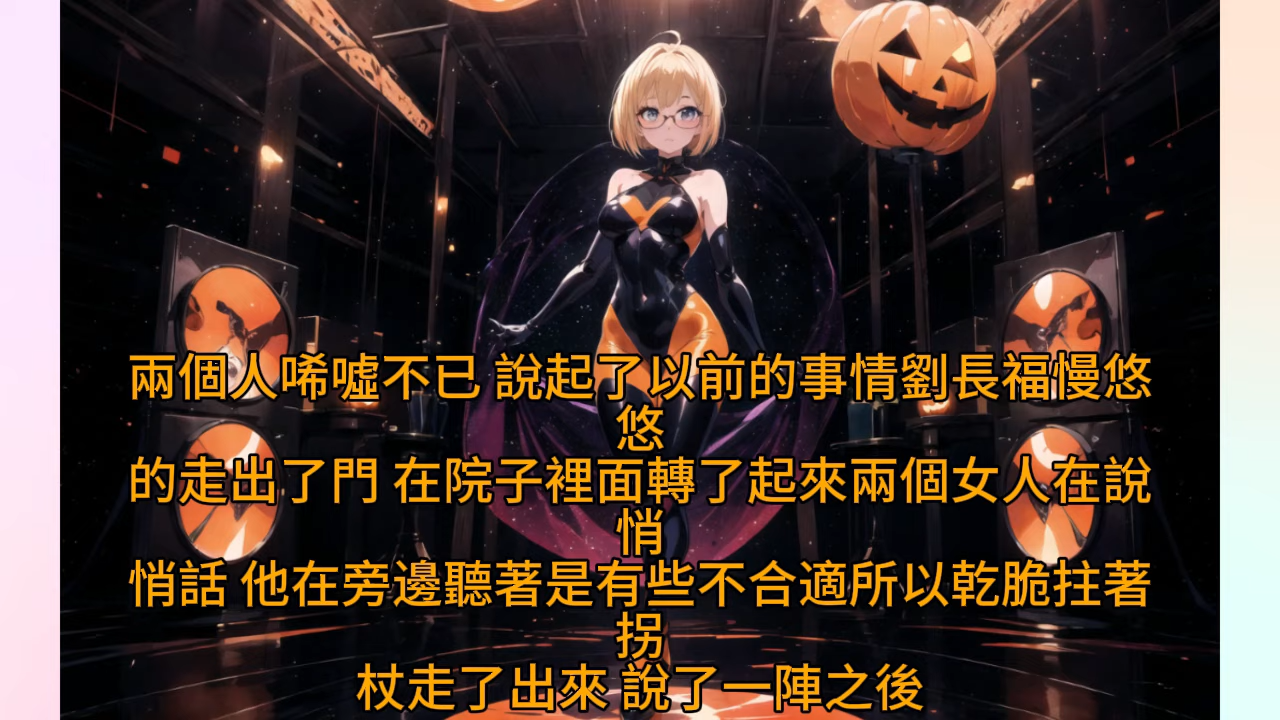 兩個人唏噓不已 說起了以前的事情劉長福慢悠
悠
的走出了門 在院子裡面轉了起來兩個女人在說
悄
悄話 他在旁邊聽著是有些不合適所以乾脆拄著
拐
杖走了出來 說了一陣之後